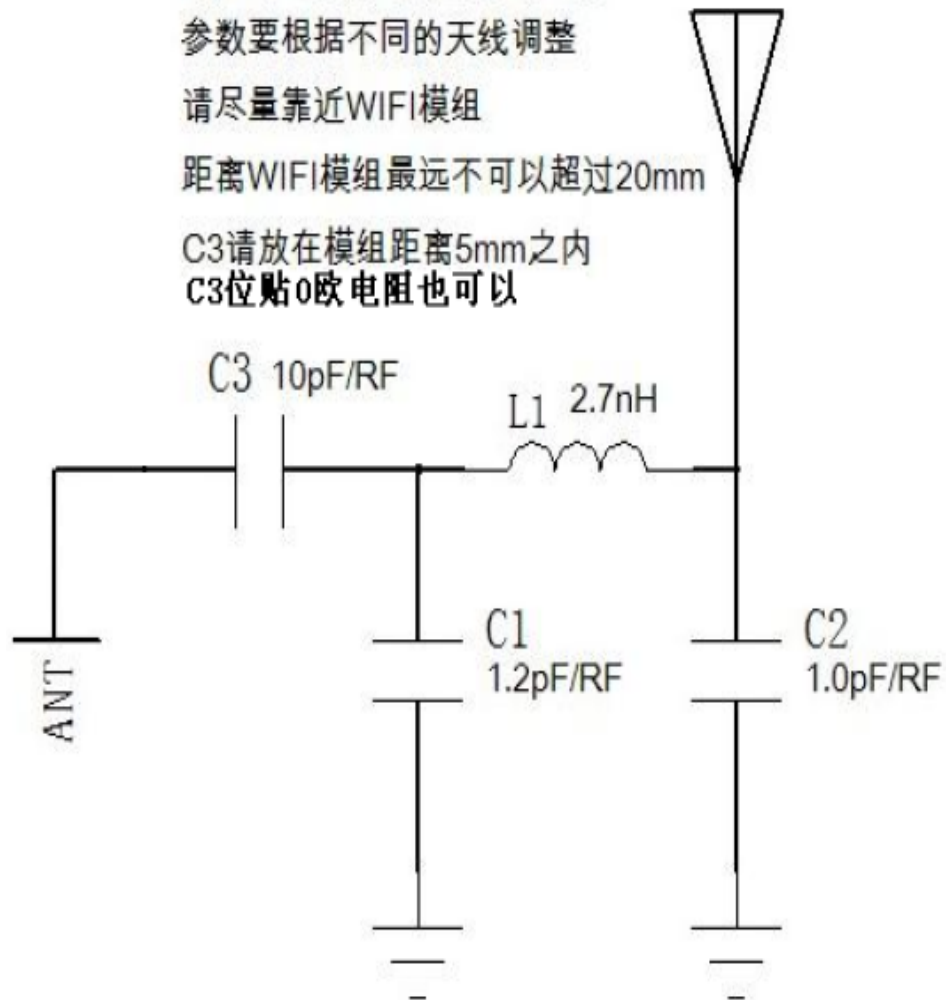 参数要根据不同的天线调整
请尽量靠近WIFI模组
距离WIFI模组最远不可以超过20mm
C3请放在模组距离5mm之内
C3位贴0欧电阻也可以
C3 10pF/RF
L1 2.7nH
C1
1.2pF/RF
C2
1.0pF/RF
ANT